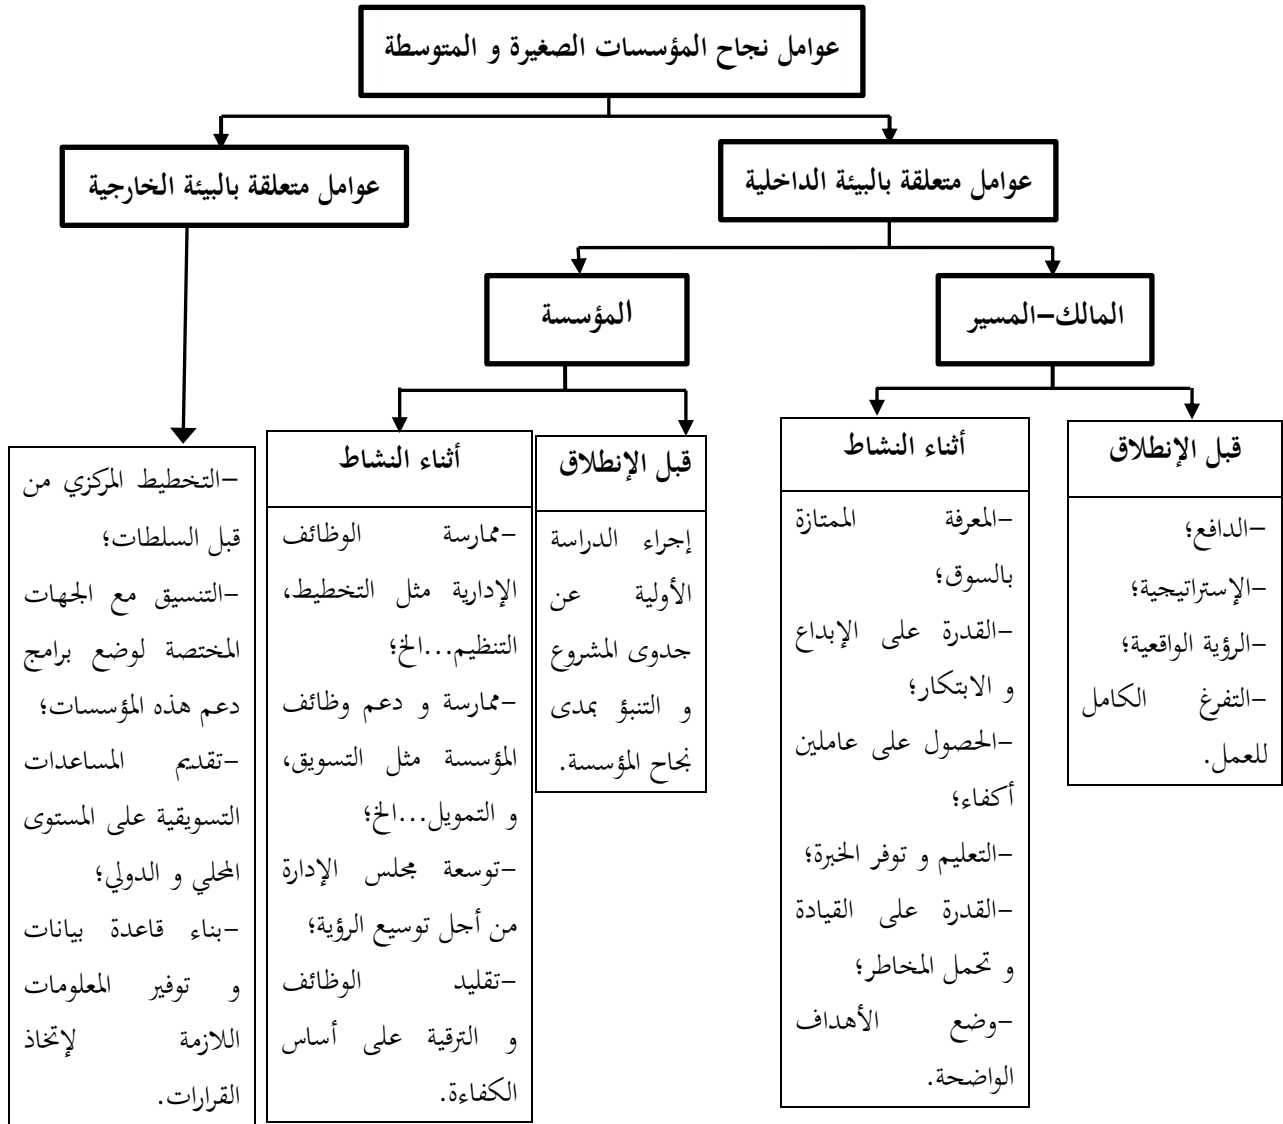 عوامل نجاح المؤسسات الصغيرة و المتوسطة
عوامل متعلقة بالبيئة الداخلية
عوامل متعلقة بالبيئة الخارجية
المالك–المسير
المؤسسة
قبل الإنطلاق
–الدافع؛
–الإستراتيجية؛
–الرؤية الواقعية؛
–التفرغ الكامل
للعمل.
أثناء النشاط
–المعرفة الممتازة
بالسوق؛
–القدرة على الإبداع
و الابتكار؛
–الحصول على عاملين
أكفاء؛
–التعليم و توفر الخبرة؛
–القدرة على القيادة
و تحمل المخاطر؛
–وضع الأهداف
الواضحة.
قبل الإنطلاق
إجراء الدراسة
الأولية عن
جدوى المشروع
و التنبؤ بمدى
نجاح المؤسسة.
أثناء النشاط
–ممارسة الوظائف
الإدارية مثل التخطيط،
التنظيم...الخ؛
–ممارسة و دعم وظائف
المؤسسة مثل التسويق،
و التمويل...الخ؛
–توسعة مجلس الإدارة
من أجل توسيع الرؤية؛
–تقليد الوظائف
و الترقية على أساس
الكفاءة.
–التخطيط المركزي من
قبل السلطات؛
–التنسيق مع الجهات
المختصة لوضع برامج
دعم هذه المؤسسات؛
–تقديم المساعدات
التسويقية على المستوى
المحلي و الدولي؛
–بناء قاعدة بيانات
و توفير المعلومات
اللازمة لإتخاذ
القرارات.